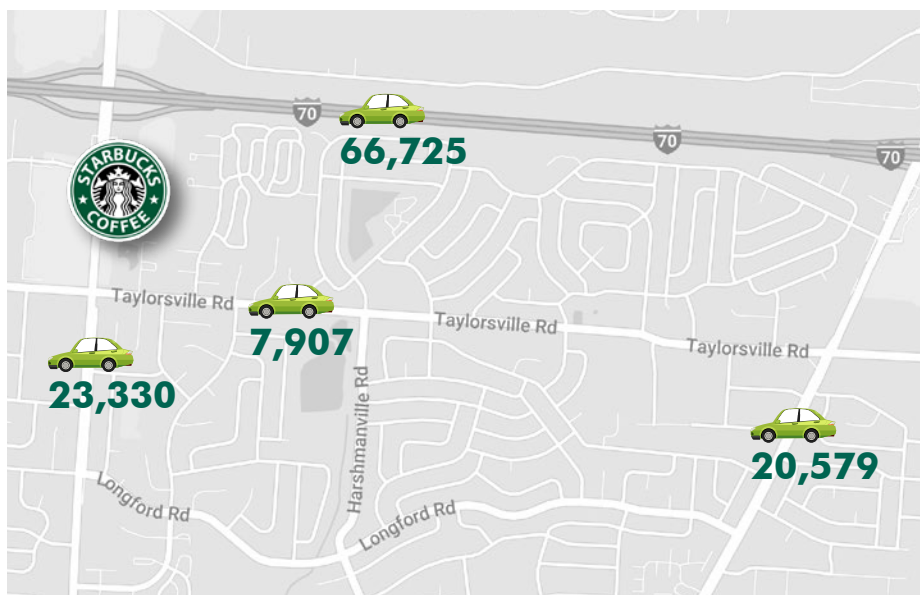 70
66,725
70
70
STARBUCKS
COFFEE
Taylorsville Rd
7,907
Taylorsville Rd
Taylorsville Rd
23,330
Harshmanville Rd
20,579
Longford Rd
Longford Rd